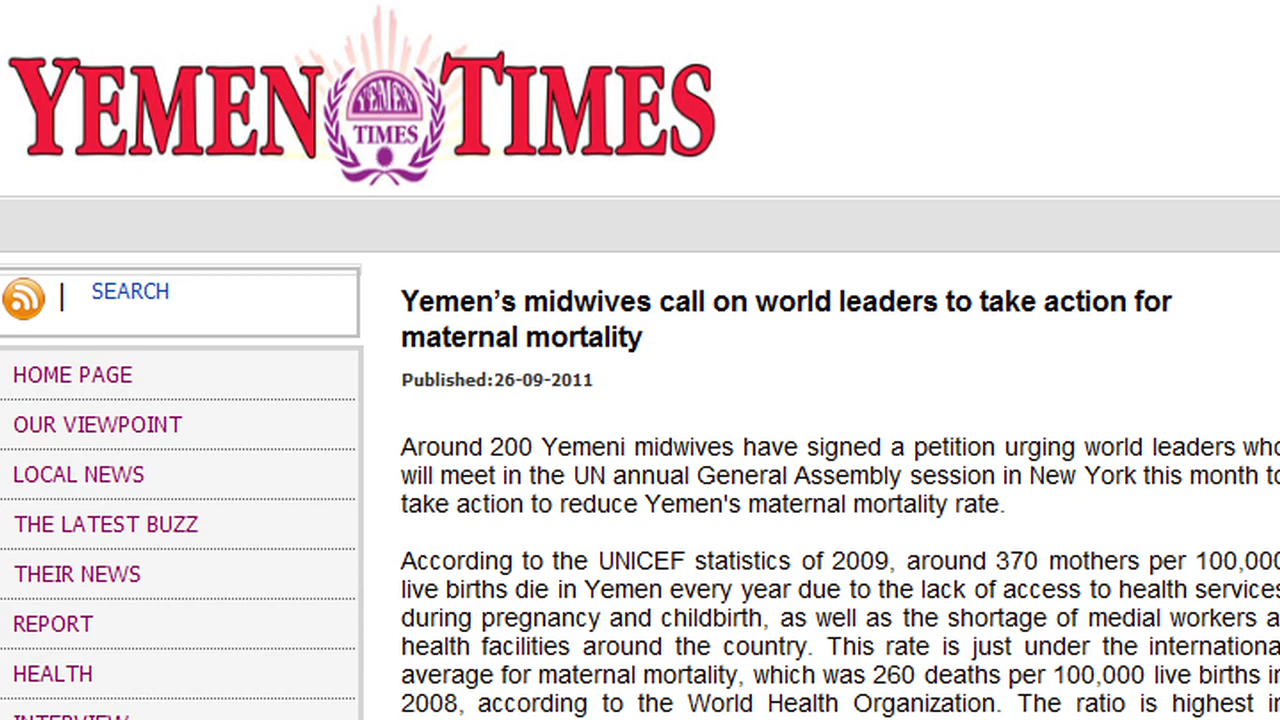 YEMEN TIMES
YEMEN
TIMES
SEARCH
HOME PAGE
OUR VIEWPOINT
LOCAL NEWS
THE LATEST BUZZ
THEIR NEWS
REPORT
HEALTH
INTERVIEW
Yemen’s midwives call on world leaders to take action for
maternal mortality
Published:26-09-2011
Around 200 Yemeni midwives have signed a petition urging world leaders who
will meet in the UN annual General Assembly session in New York this month to
take action to reduce Yemen's maternal mortality rate.
According to the UNICEF statistics of 2009, around 370 mothers per 100,000
live births die in Yemen every year due to the lack of access to health services
during pregnancy and childbirth, as well as the shortage of medial workers a
health facilities around the country. This rate is just under the internationa
average for maternal mortality, which was 260 deaths per 100,000 live births in
2008, according to the World Health Organization. The ratio is highest in